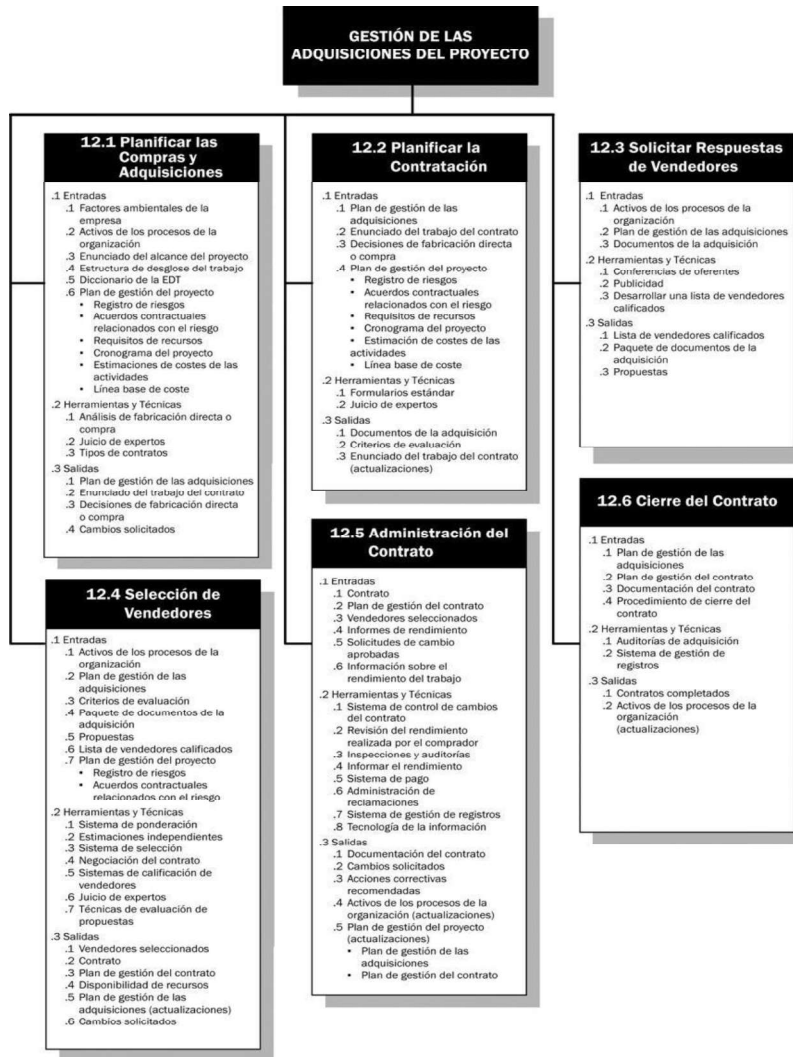 GESTIÓN DE LAS
ADQUISICIONES DEL PROYECTO
12.1 Planificar las
Compras y
Adquisiciones
.1 Entradas
.1 Factores ambientales de la
empresa
.2 Activos de los procesos de la
organización
.3 Enunciado del alcance del proyecto
.4 Estructura de desglose del trabajo
.5 Diccionario de la EDT
.6 Plan de gestión del proyecto
• Registro de riesgos
• Acuerdos contractuales
relacionados con el riesgo
• Requisitos de recursos
• Cronograma del proyecto
• Estimaciones de costes de las
actividades
• Línea base de coste
.2 Herramientas y Técnicas
.1 Análisis de fabricación directa o
compra
.2 Juicio de expertos
.3 Tipos de contratos
.3 Salidas
.1 Plan de gestión de las adquisiciones
.2 Enunciado del trabajo del contrato
.3 Decisiones de fabricación directa
o compra
.4 Cambios solicitados
12.2 Planificar la
Contratación
.1 Entradas
.1 Plan de gestión de las
adquisiciones
.2 Enunciado del trabajo del contrato
.3 Decisiones de fabricación directa
o compra
.4 Plan de gestión del proyecto
• Registro de riesgos
• Acuerdos contractuales
relacionados con el riesgo
• Requisitos de recursos
• Cronograma del proyecto
• Estimación de costes de las
actividades
• Línea base de coste
.2 Herramientas y Técnicas
.1 Formularios estándar
.2 Juicio de expertos
.3 Salidas
.1 Documentos de la adquisición
.2 Criterios de evaluación
.3 Enunciado del trabajo del contrato
(actualizaciones)
12.3 Solicitar Respuestas
de Vendedores
.1 Entradas
.1 Activos de los procesos de la
organización
.2 Plan de gestión de las adquisiciones
.3 Documentos de la adquisición
.2 Herramientas y Técnicas
.1 Conferencias de oferentes
.2 Publicidad
.3 Desarrollar una lista de vendedores
calificados
.3 Salidas
.1 Lista de vendedores calificados
.2 Paquete de documentos de la
adquisición
.3 Propuestas
12.4 Selección de
Vendedores
.1 Entradas
.1 Activos de los procesos de la
organización
.2 Plan de gestión de las
adquisiciones
.3 Criterios de evaluación
.4 Paquete de documentos de la
adquisición
.5 Propuestas
.6 Lista de vendedores calificados
.7 Plan de gestión del proyecto
• Registro de riesgos
• Acuerdos contractuales
relacionados con el riesgo
.2 Herramientas y Técnicas
.1 Sistema de ponderación
.2 Estimaciones independientes
.3 Sistema de selección
.4 Negociación del contrato
.5 Sistemas de calificación de
vendedores
.6 Juicio de expertos
.7 Técnicas de evaluación de
propuestas
.3 Salidas
.1 Vendedores seleccionados
.2 Contrato
.3 Plan de gestión del contrato
.4 Disponibilidad de recursos
.5 Plan de gestión de las
adquisiciones (actualizaciones)
.6 Cambios solicitados
12.5 Administración del
Contrato
.1 Entradas
.1 Contrato
.2 Plan de gestión del contrato
.3 Vendedores seleccionados
.4 Informes de rendimiento
.5 Solicitudes de cambio
aprobadas
.6 Información sobre el
rendimiento del trabajo
.2 Herramientas y Técnicas
.1 Sistema de control de cambios
del contrato
.2 Revisión del rendimiento
realizada por el comprador
.3 Inspecciones y auditorías
.4 Informar el rendimiento
.5 Sistema de pago
.6 Administración de
reclamaciones
.7 Sistema de gestión de registros
.8 Tecnología de la información
.3 Salidas
.1 Documentación del contrato
.2 Cambios solicitados
.3 Acciones correctivas
recomendadas
.4 Activos de los procesos de la
organización (actualizaciones)
.5 Plan de gestión del proyecto
(actualizaciones)
• Plan de gestión de las
adquisiciones
• Plan de gestión del contrato
12.6 Cierre del Contrato
.1 Entradas
.1 Plan de gestión de las
adquisiciones
.2 Plan de gestión del contrato
.3 Documentación del contrato
.4 Procedimiento de cierre del
contrato
.2 Herramientas y Técnicas
.1 Auditorías de adquisición
.2 Sistema de gestión de
registros
.3 Salidas
.1 Contratos completados
.2 Activos de los procesos de la
organización
(actualizaciones)